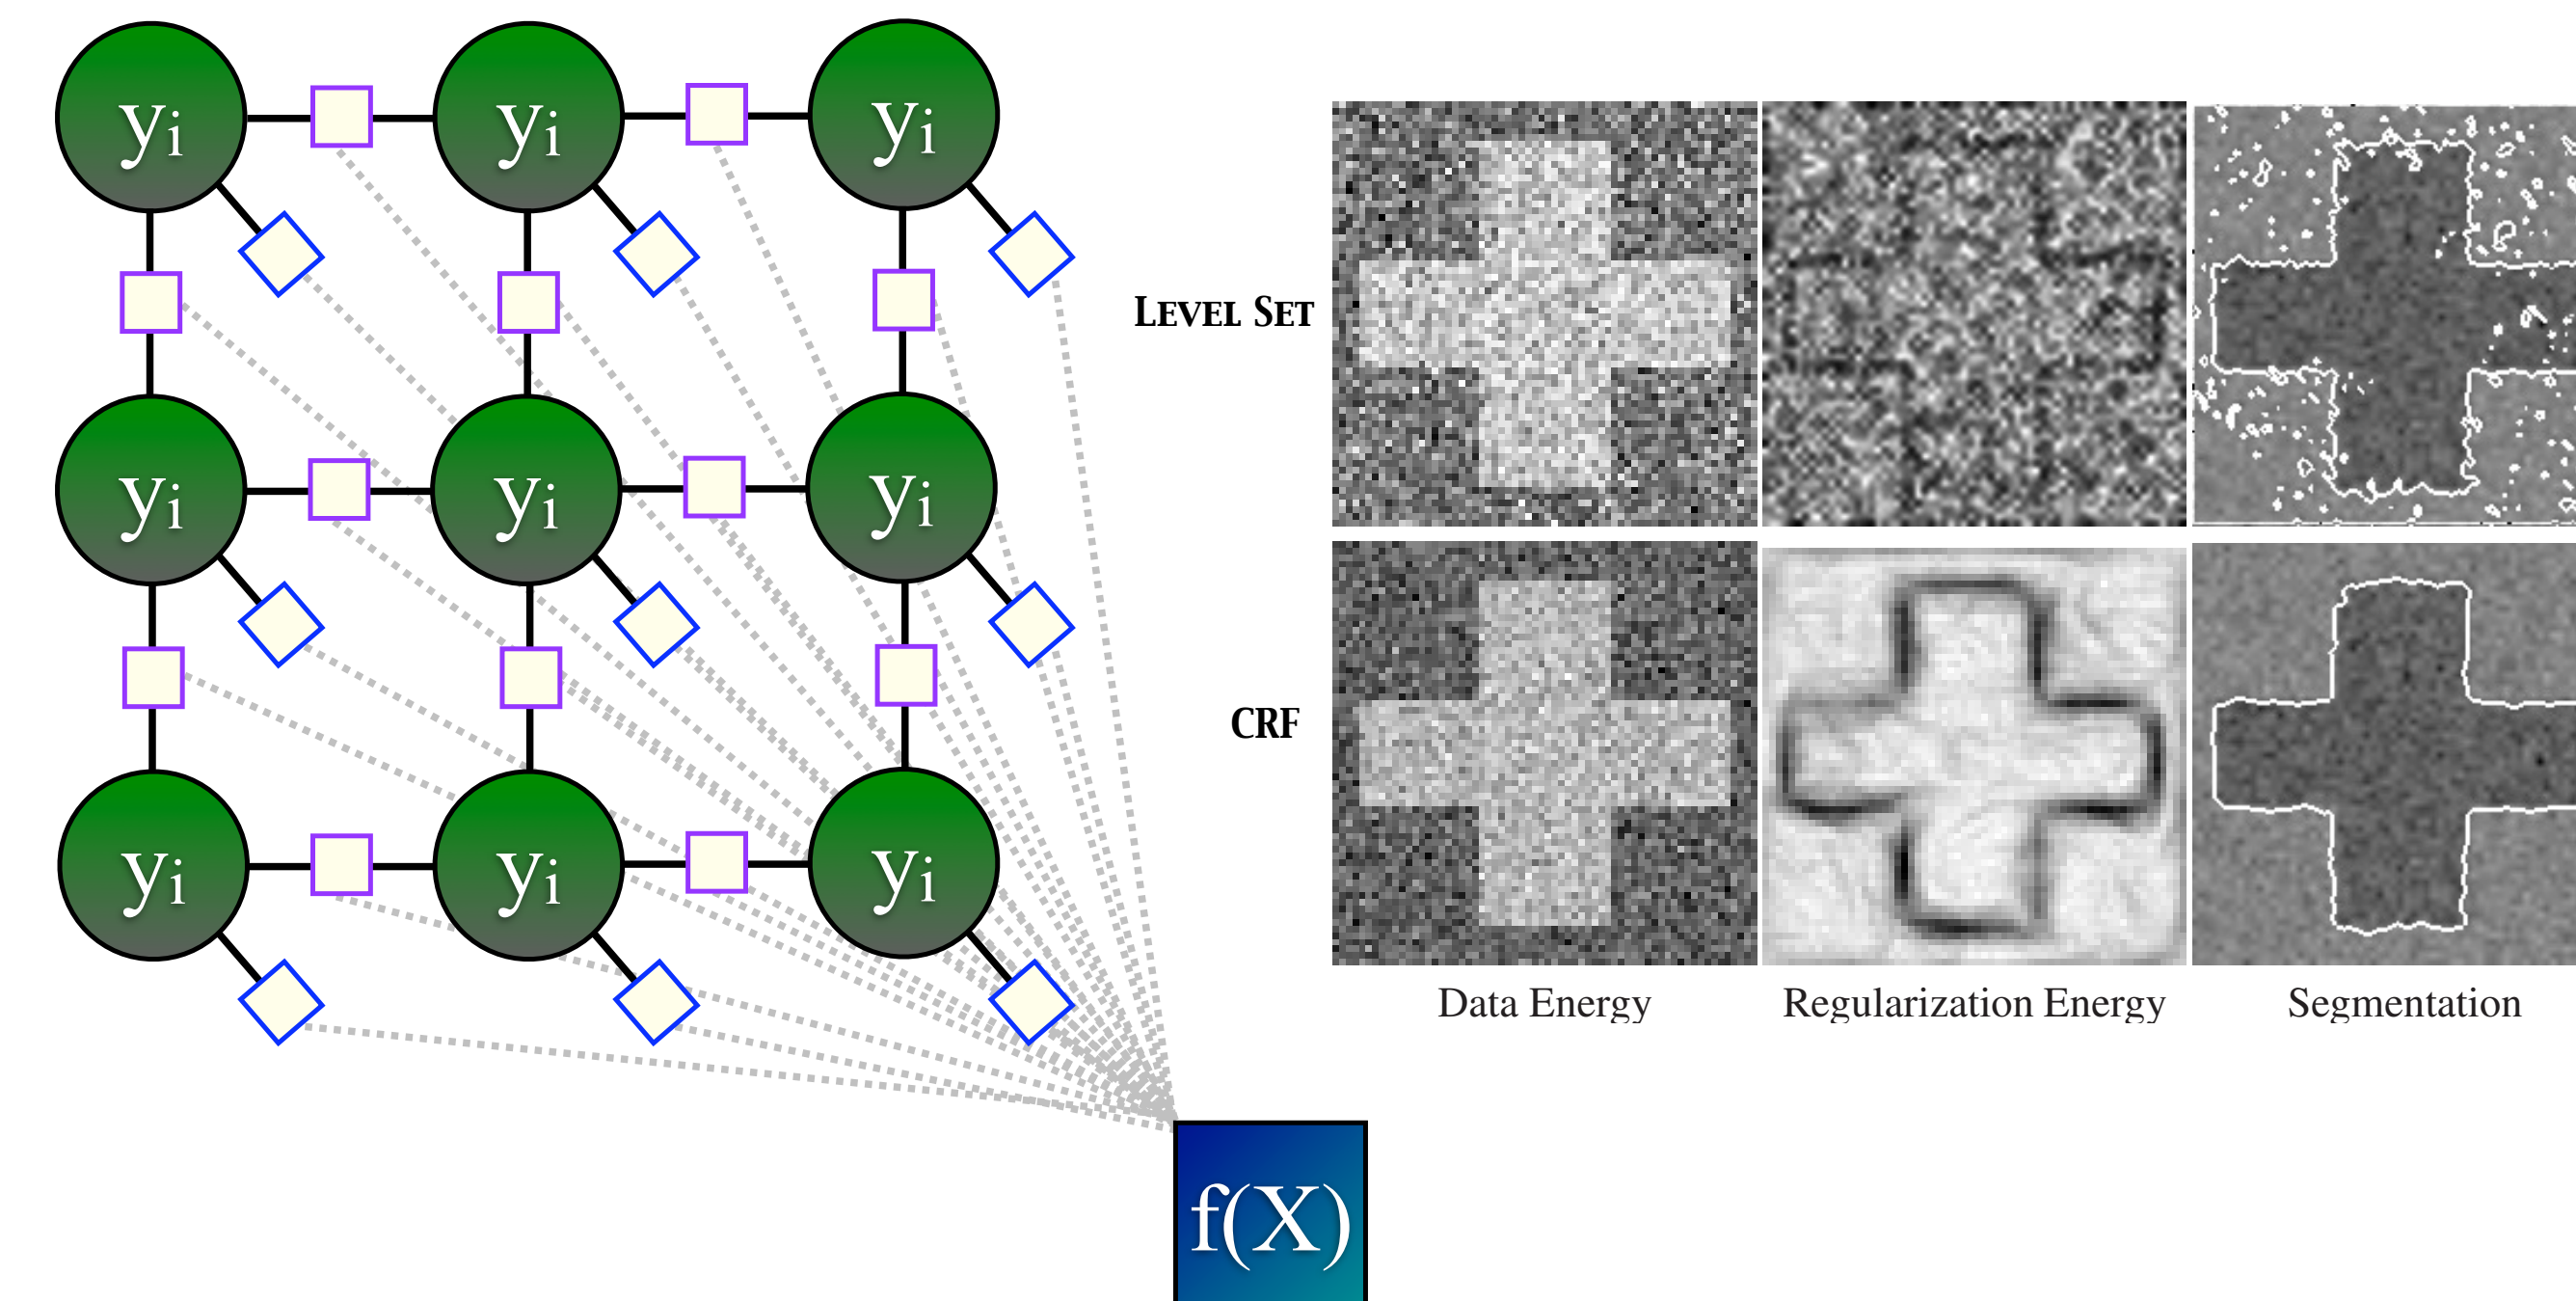 yi yi yi
yi yi yi
yi yi yi
f(X)
LEVEL SET
CRF
Data Energy Regularization Energy Segmentation